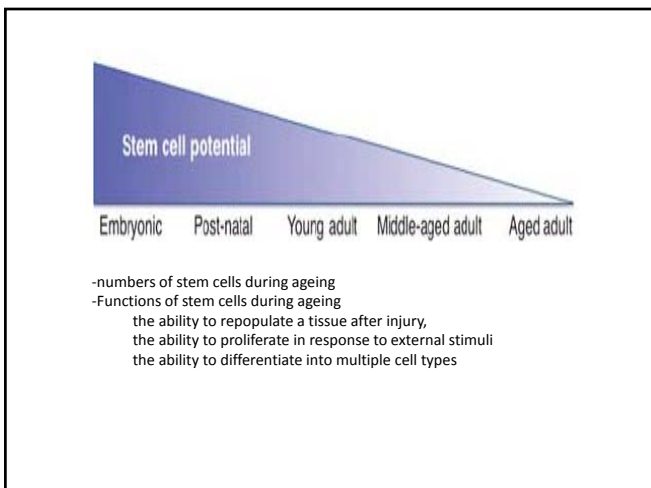 Stem cell potential
Embryonic Post-natal Young adult Middle-aged adult Aged adult
-numbers of stem cells during ageing
-Functions of stem cells during ageing
the ability to repopulate a tissue after injury,
the ability to proliferate in response to external stimuli
the ability to differentiate into multiple cell types